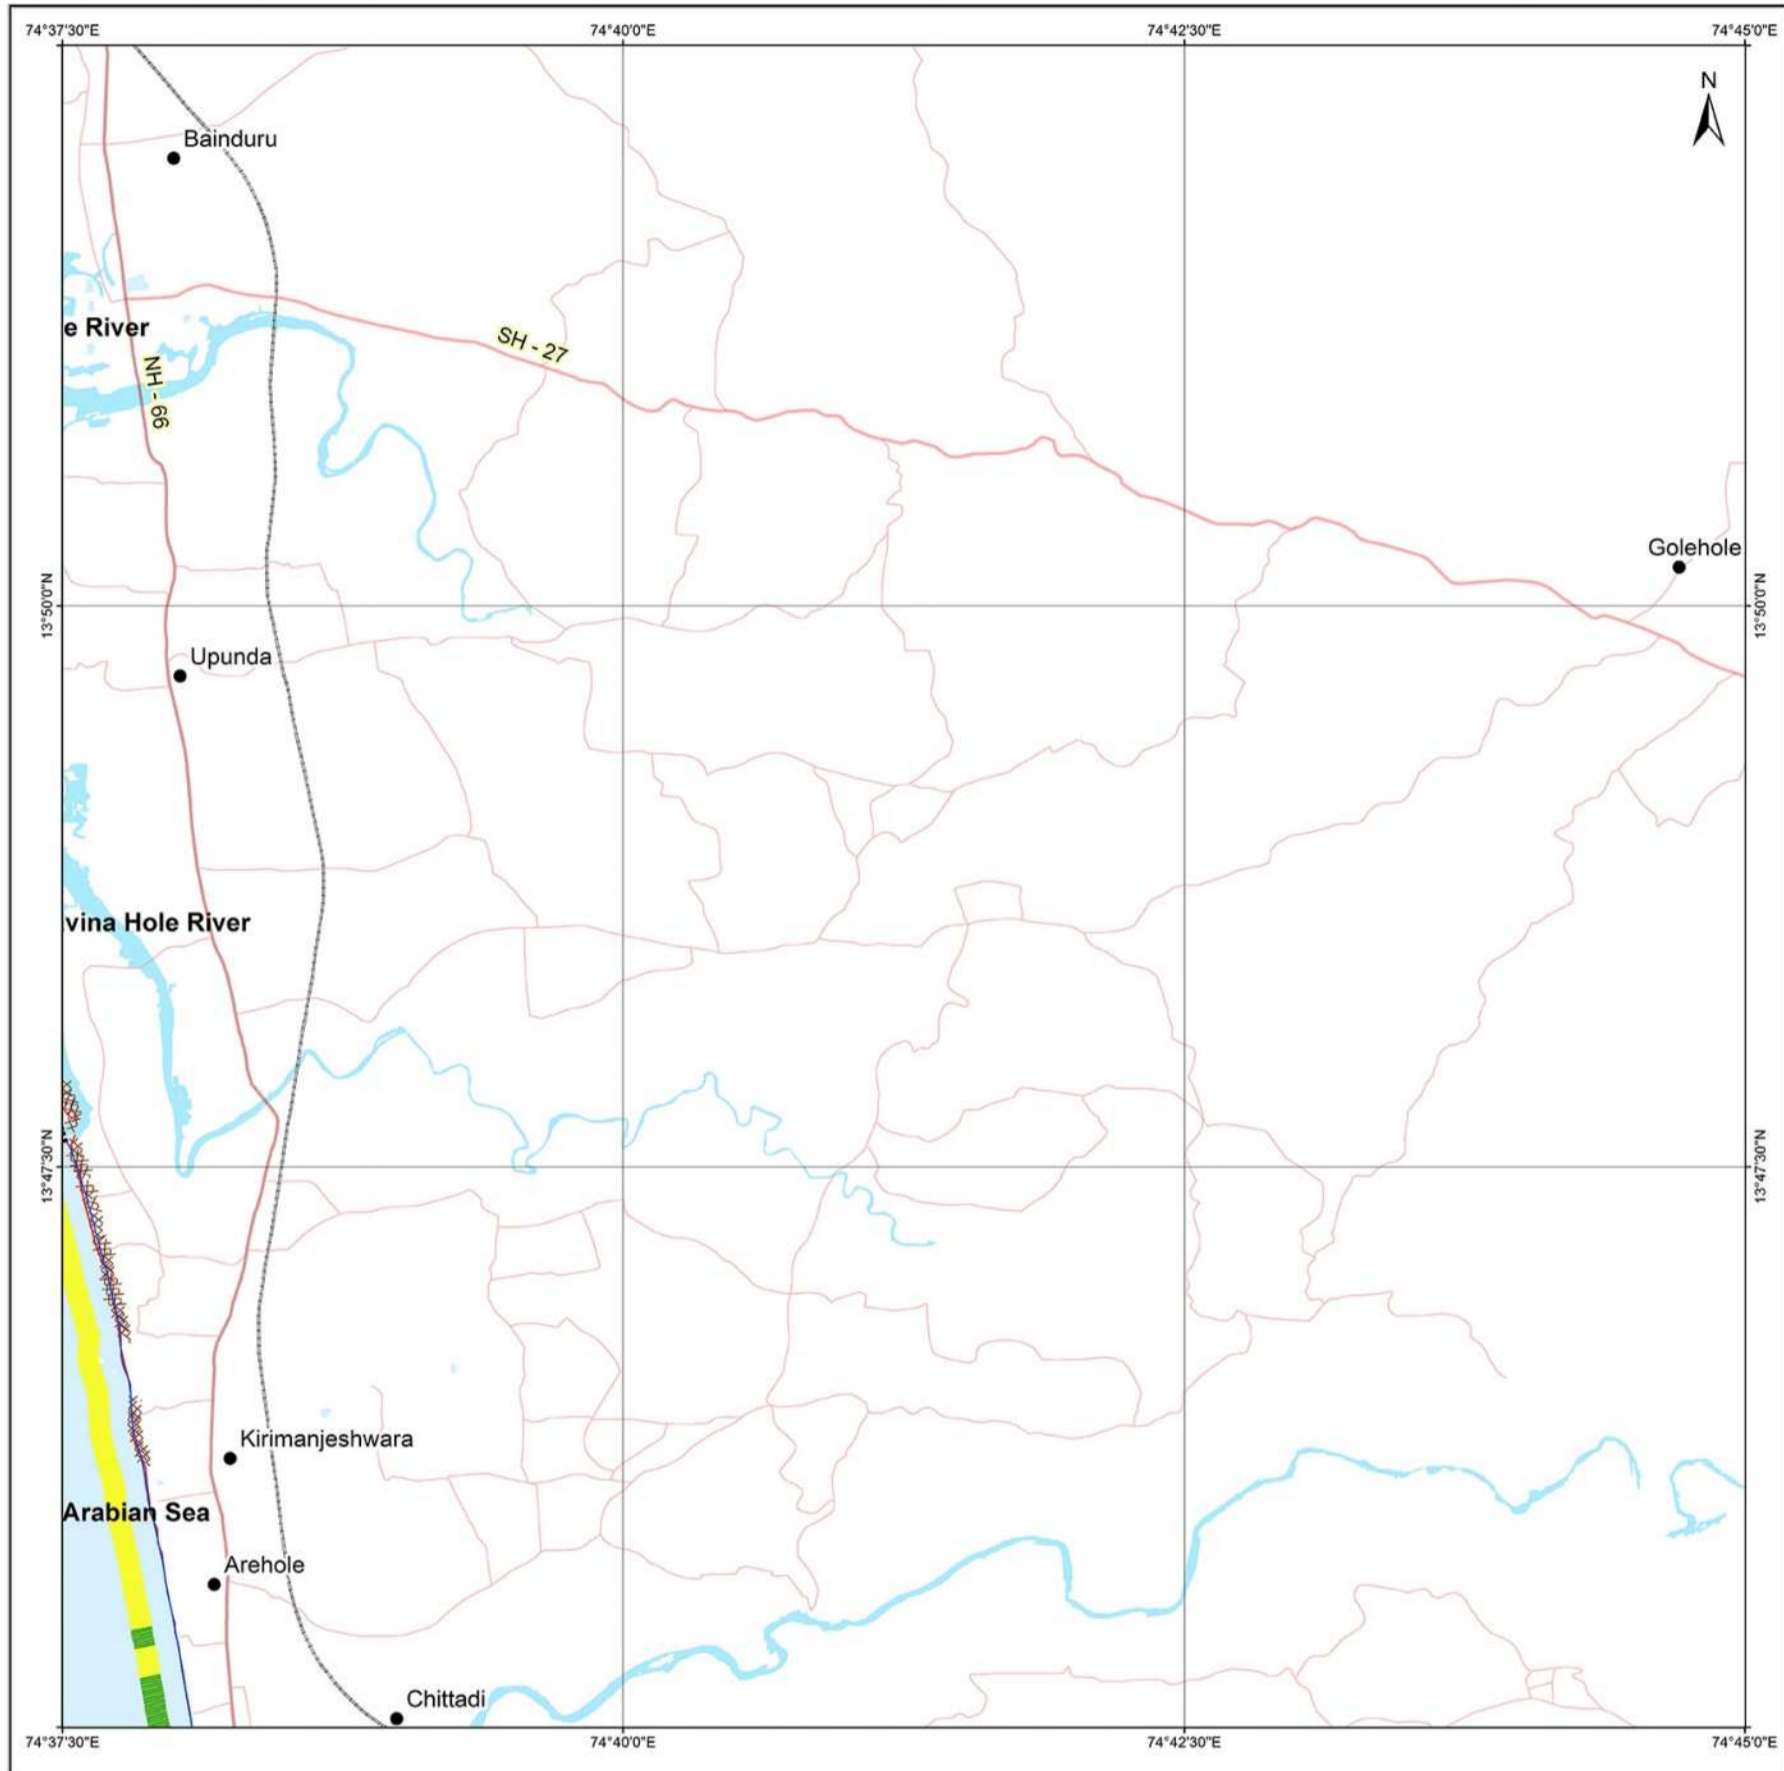 74°37'30"E 74°40'0"E 74°42'30"E 74°45'0"E
N
Bainduru
e River
SH - 27
NH - 66
Golehole
13°50'0"N 13°50'0"N
Upunda
vina Hole River
13°47'30"N 13°47'30"N
Kirimanjeshwara
Arabian Sea
Arehole
Chittadi
74°37'30"E 74°40'0"E 74°42'30"E 74°45'0"E